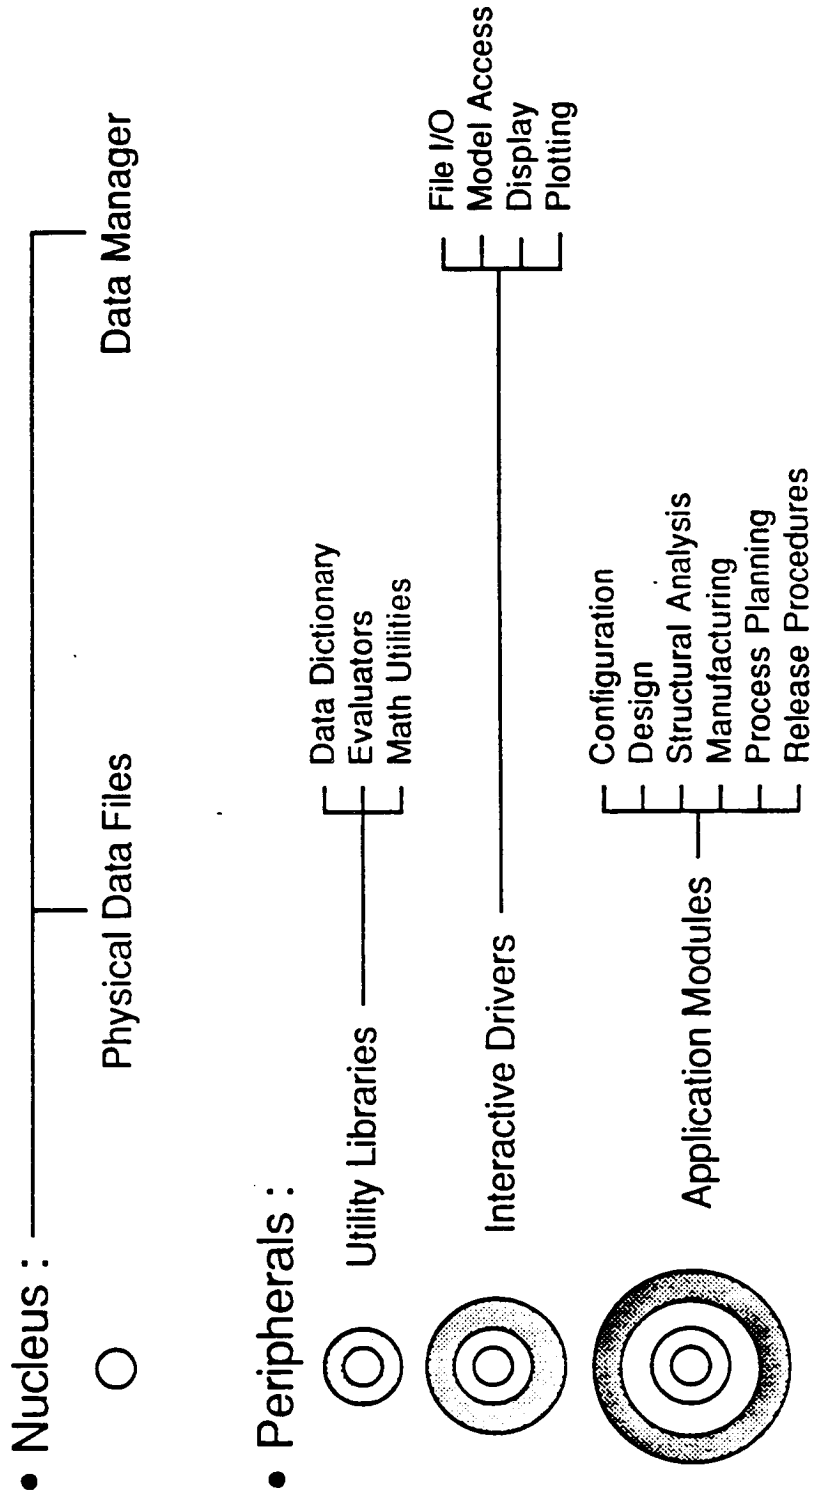 • Nucleus :
Physical Data Files
Data Manager
• Peripherals :
Utility Libraries
Data Dictionary
Evaluators
Math Utilities
Interactive Drivers
File I/O
Model Access
Display
Plotting
Application Modules
Configuration
Design
Structural Analysis
Manufacturing
Process Planning
Release Procedures